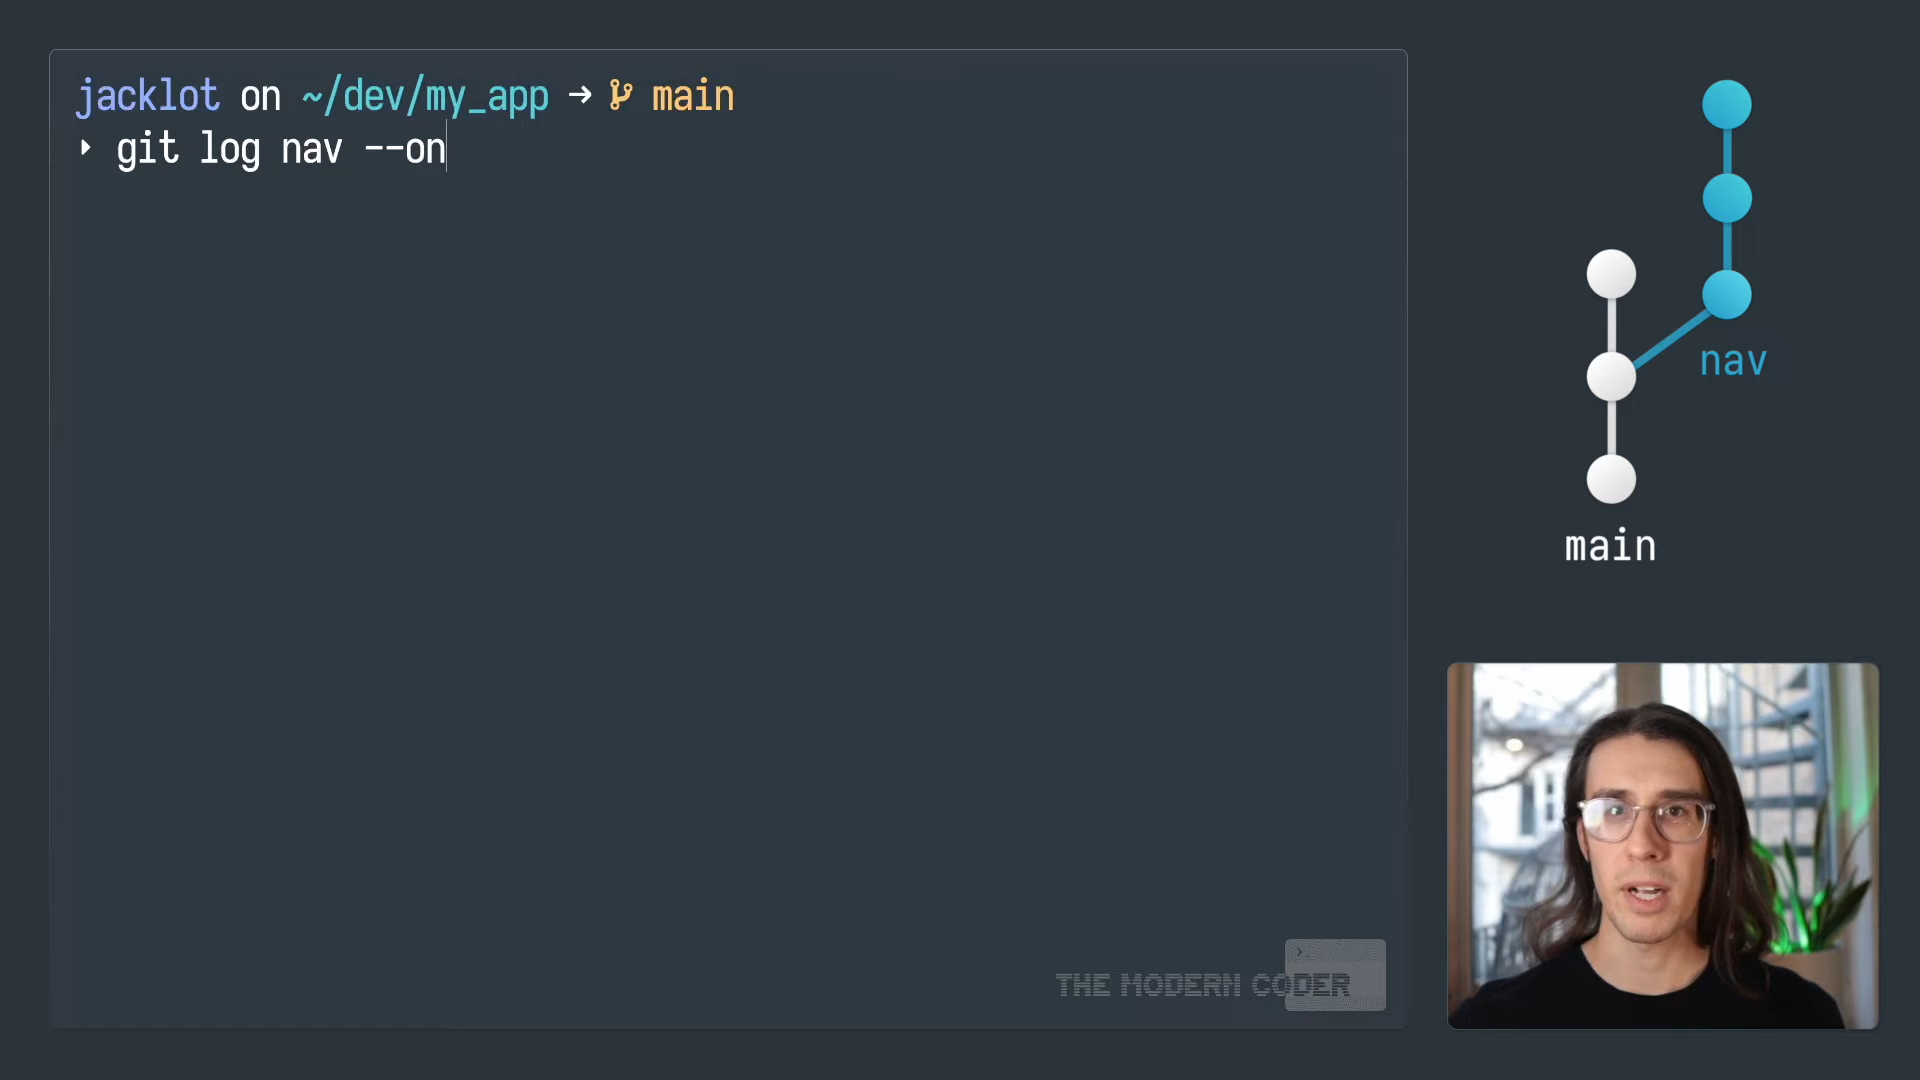 jacklot on ~/dev/my_app → main
git log nav --on
nav
main
THE MODERN CODER